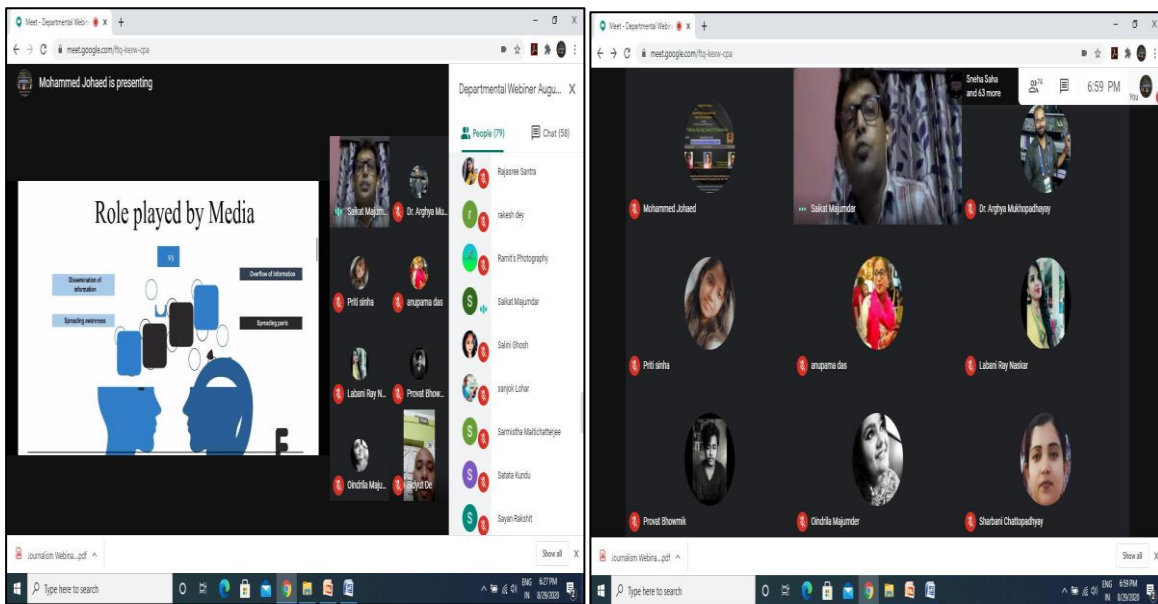 Meet - Departmental Webin
meet.google.com/ftq-kexw-cpa
Mohammed Johaed is presenting
Departmental Webiner Augu... X
People (79)
Chat (58)
Role played by Media
VS
Dissemination of
information
Overflow of information
Spreading awareness
Spreading panic
Saikat Majum...
Dr. Arghya Mu...
Priti sinha
anupama das
Labani Ray N...
Provat Bhow...
Oindrila Maju...
Bidyut De
Rajasree Santra
rakesh dey
Ramit's Photography
Saikat Majumdar
Salini Ghosh
sanjok Lohar
Sarmistha Maitichatterjee
Satata Kundu
Sayan Rakshit
Journalism Webina....pdf
Show all
Type here to search
ENG
IN
6:27 PM
8/29/2020
Meet - Departmental Webin
meet.google.com/ftq-kexw-cpa
Sneha Saha
and 63 more
74
6:59 PM
You
Mohammed Johaed
Saikat Majumdar
Dr. Arghya Mukhopadhayay
Priti sinha
anupama das
Labani Ray Naskar
Provat Bhowmik
Oindrila Majumder
Sharbani Chattopadhyay
Journalism Webina....pdf
Show all
Type here to search
ENG
IN
6:59 PM
8/29/2020